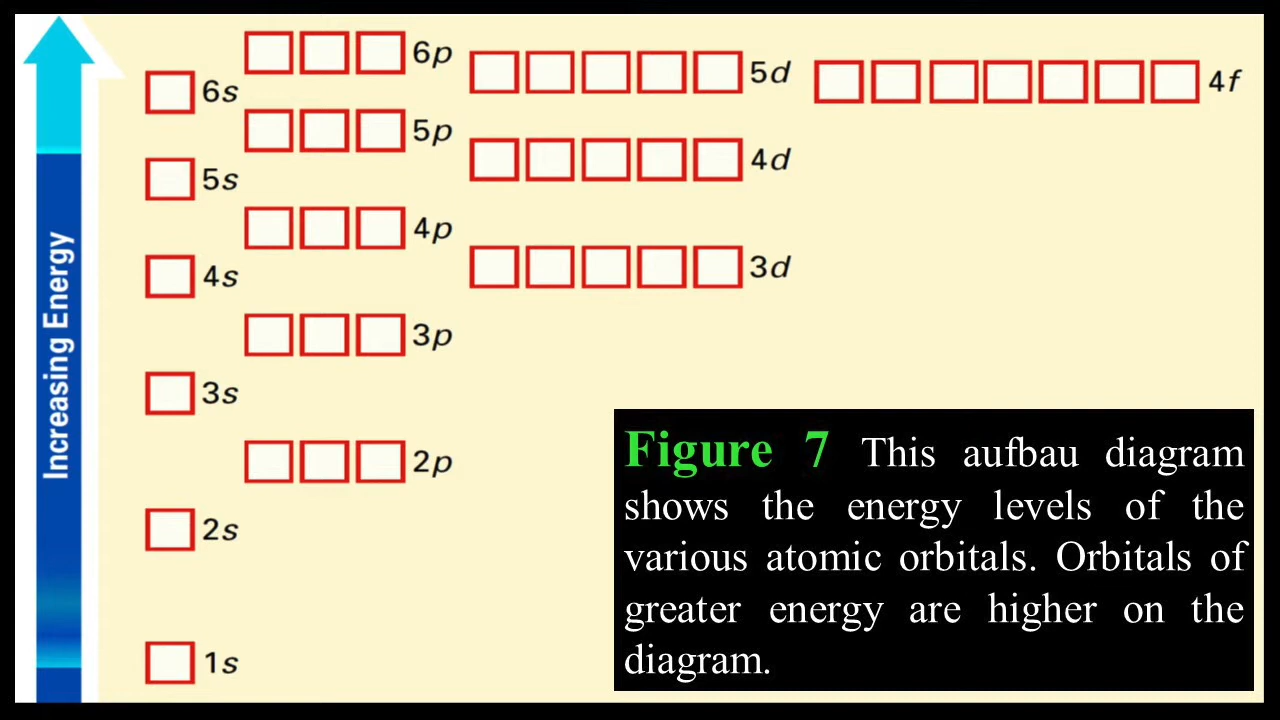 6p
5d
4f
6s
5p
4d
5s
4p
3d
4s
3p
3s
2p
2s
1s
Increasing Energy
Figure 7 This aufbau diagram
shows the energy levels of the
various atomic orbitals. Orbitals of
greater energy are higher on the
diagram.